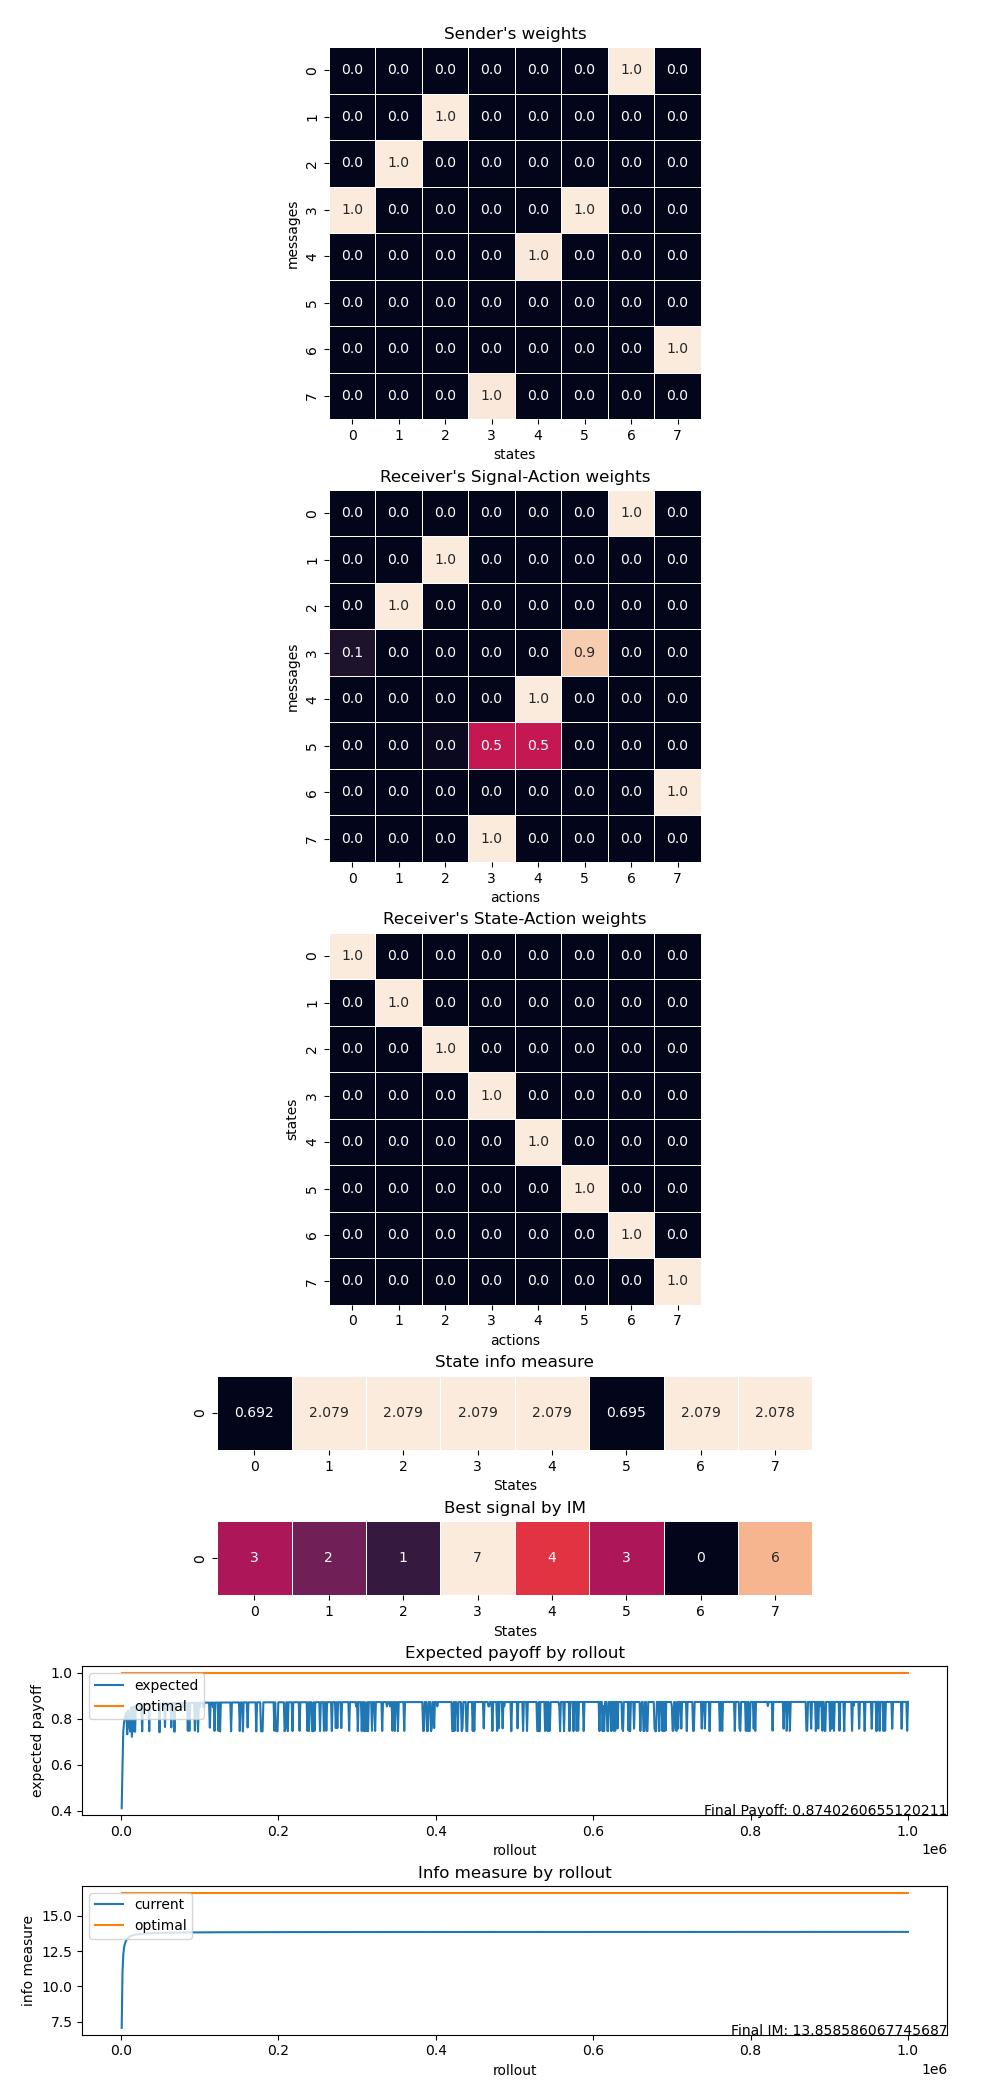 Sender's weights
messages
0 0.0 0.0 0.0 0.0 0.0 0.0 1.0 0.0
1 0.0 0.0 1.0 0.0 0.0 0.0 0.0 0.0
2 0.0 1.0 0.0 0.0 0.0 0.0 0.0 0.0
3 1.0 0.0 0.0 0.0 0.0 1.0 0.0 0.0
4 0.0 0.0 0.0 0.0 1.0 0.0 0.0 0.0
5 0.0 0.0 0.0 0.0 0.0 0.0 0.0 0.0
6 0.0 0.0 0.0 0.0 0.0 0.0 0.0 1.0
7 0.0 0.0 0.0 1.0 0.0 0.0 0.0 0.0
0 1 2 3 4 5 6 7
states
Receiver's Signal-Action weights
messages
0 0.0 0.0 0.0 0.0 0.0 0.0 1.0 0.0
1 0.0 0.0 1.0 0.0 0.0 0.0 0.0 0.0
2 0.0 1.0 0.0 0.0 0.0 0.0 0.0 0.0
3 0.1 0.0 0.0 0.0 0.0 0.9 0.0 0.0
4 0.0 0.0 0.0 0.0 1.0 0.0 0.0 0.0
5 0.0 0.0 0.0 0.5 0.5 0.0 0.0 0.0
6 0.0 0.0 0.0 0.0 0.0 0.0 0.0 1.0
7 0.0 0.0 0.0 1.0 0.0 0.0 0.0 0.0
0 1 2 3 4 5 6 7
actions
Receiver's State-Action weights
states
0 1.0 0.0 0.0 0.0 0.0 0.0 0.0 0.0
1 0.0 1.0 0.0 0.0 0.0 0.0 0.0 0.0
2 0.0 0.0 1.0 0.0 0.0 0.0 0.0 0.0
3 0.0 0.0 0.0 1.0 0.0 0.0 0.0 0.0
4 0.0 0.0 0.0 0.0 1.0 0.0 0.0 0.0
5 0.0 0.0 0.0 0.0 0.0 1.0 0.0 0.0
6 0.0 0.0 0.0 0.0 0.0 0.0 1.0 0.0
7 0.0 0.0 0.0 0.0 0.0 0.0 0.0 1.0
0 1 2 3 4 5 6 7
actions
State info measure
0 0.692 2.079 2.079 2.079 2.079 0.695 2.079 2.078
0 1 2 3 4 5 6 7
States
Best signal by IM
0 3 2 1 7 4 3 0 6
0 1 2 3 4 5 6 7
States
Expected payoff by rollout
expected payoff
1.0
0.8
0.6
0.4
expected
optimal
Final Payoff: 0.8740260655120211
0.0 0.2 0.4 0.6 0.8 1.0
rollout
1e6
Info measure by rollout
info measure
15.0
12.5
10.0
7.5
current
optimal
Final IM: 13.858586067745687
0.0 0.2 0.4 0.6 0.8 1.0
rollout
1e6